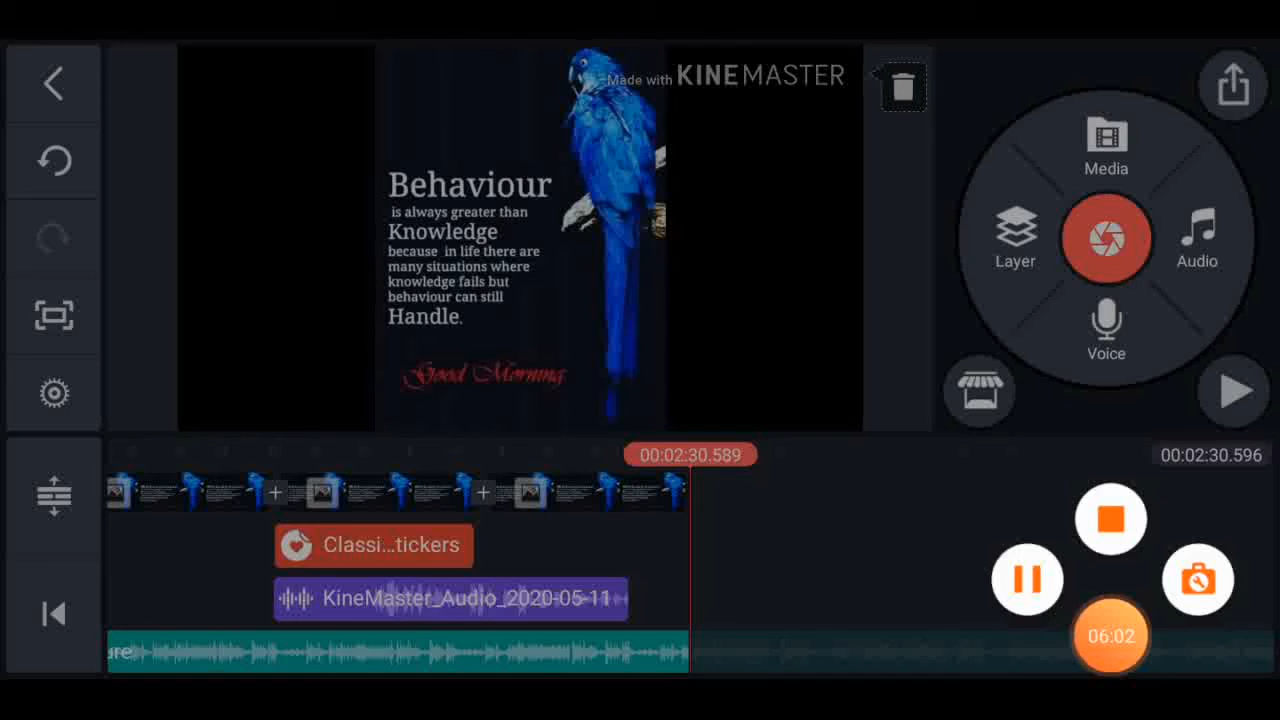 Made with KINEMASTER
Behaviour
is always greater than
Knowledge
because in life there are
many situations where
knowledge fails but
behaviour can still
Handle.
Good Morning
Media
Layer
Audio
Voice
00:02:30.589
00:02:30.596
Classi...tickers
KineMaster_Audio_2020-05-11
ure
06:02